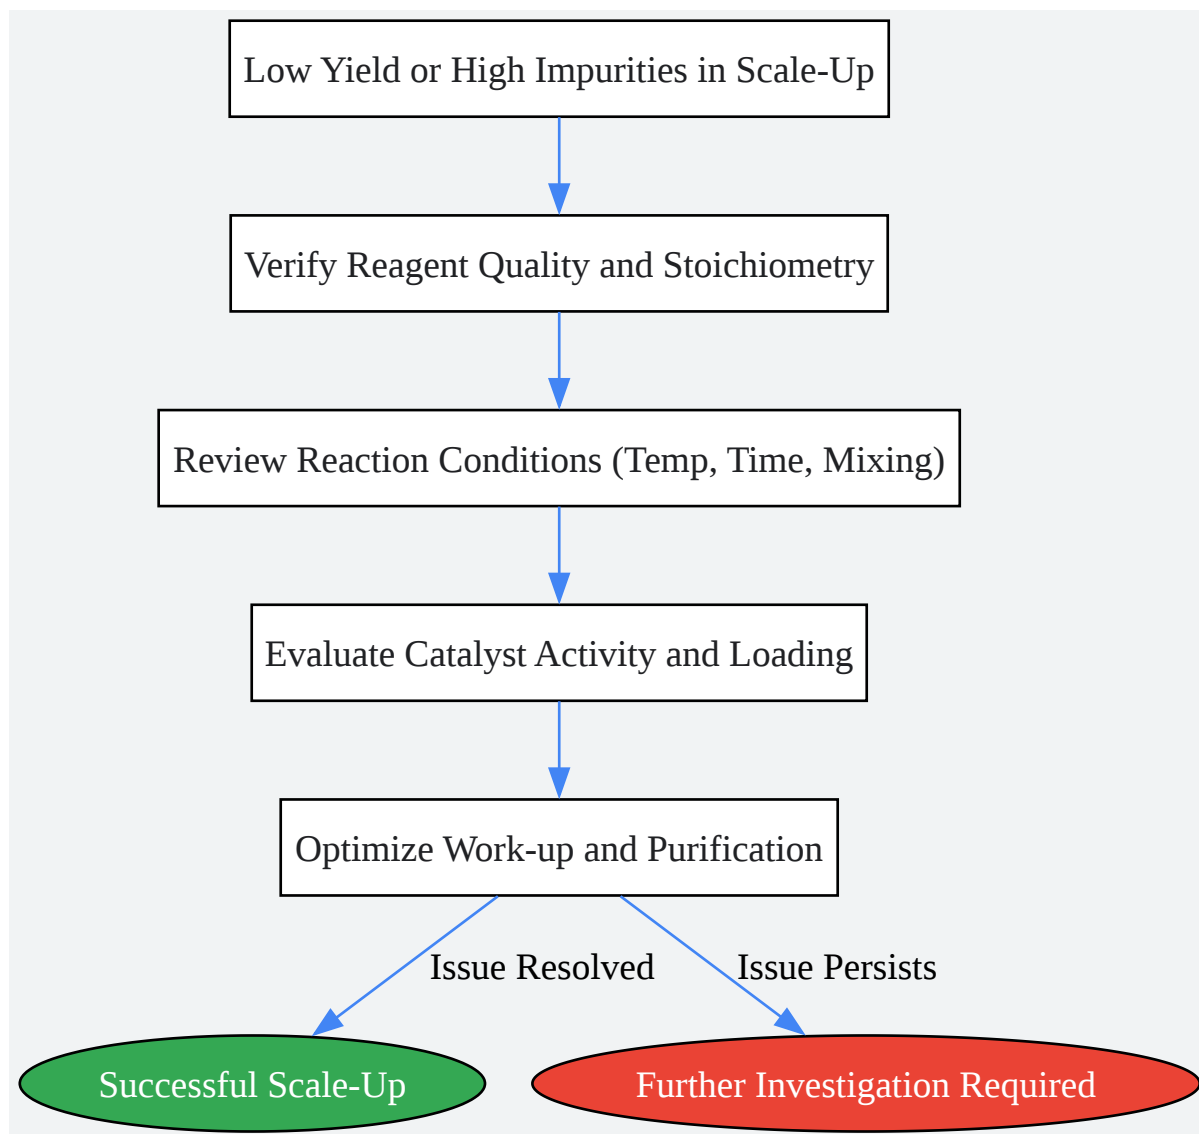 Low Yield or High Impurities in Scale-Up
Verify Reagent Quality and Stoichiometry
Review Reaction Conditions (Temp, Time, Mixing)
Evaluate Catalyst Activity and Loading
Optimize Work-up and Purification
Issue Resolved
Issue Persists
Successful Scale-Up
Further Investigation Required